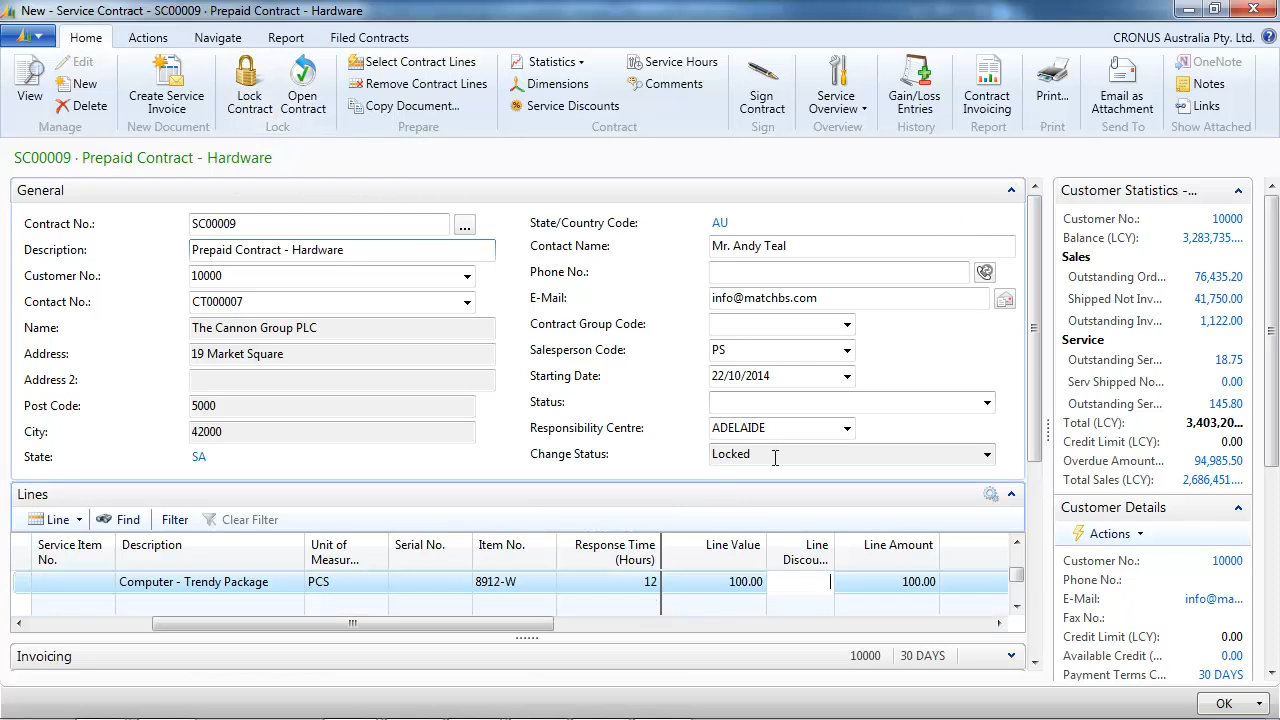 New - Service Contract - SC00009 · Prepaid Contract - Hardware
Home Actions Navigate Report Filed Contracts CRONUS Australia Pty. Ltd.
View
Edit
New
Delete
Manage
Create Service Invoice
New Document
Lock Contract
Open Contract
Lock
Select Contract Lines
Remove Contract Lines
Copy Document...
Prepare
Statistics
Dimensions
Service Discounts
Service Hours
Comments
Contract
Sign Contract
Sign
Service Overview
Overview
Gain/Loss Entries
History
Contract Invoicing
Report
Print...
Print
Email as Attachment
Send To
OneNote
Notes
Links
Show Attached
SC00009 · Prepaid Contract - Hardware
General
Contract No.: SC00009 ...
Description: Prepaid Contract - Hardware
Customer No.: 10000
Contact No.: CT000007
Name: The Cannon Group PLC
Address: 19 Market Square
Address 2:
Post Code: 5000
City: 42000
State: SA
State/Country Code: AU
Contact Name: Mr. Andy Teal
Phone No.:
E-Mail: info@matchbs.com
Contract Group Code:
Salesperson Code: PS
Starting Date: 22/10/2014
Status:
Responsibility Centre: ADELAIDE
Change Status: Locked
Lines
Line Find Filter Clear Filter
Service Item No. Description Unit of Measur... Serial No. Item No. Response Time (Hours) Line Value Line Discou... Line Amount
Computer - Trendy Package PCS 8912-W 12 100.00 100.00
Invoicing 10000 30 DAYS
Customer Statistics -...
Customer No.: 10000
Balance (LCY): 3,283,735....
Sales
Outstanding Ord... 76,435.20
Shipped Not Inv... 41,750.00
Outstanding Inv... 1,122.00
Service
Outstanding Ser... 18.75
Serv Shipped No... 0.00
Outstanding Ser... 145.80
Total (LCY): 3,403,20...
Credit Limit (LCY): 0.00
Overdue Amount... 94,985.50
Total Sales (LCY): 2,686,451....
Customer Details
Actions
Customer No.: 10000
Phone No.:
E-Mail: info@ma...
Fax No.:
Credit Limit (LCY): 0.00
Available Credit (... 0.00
Payment Terms C... 30 DAYS
OK